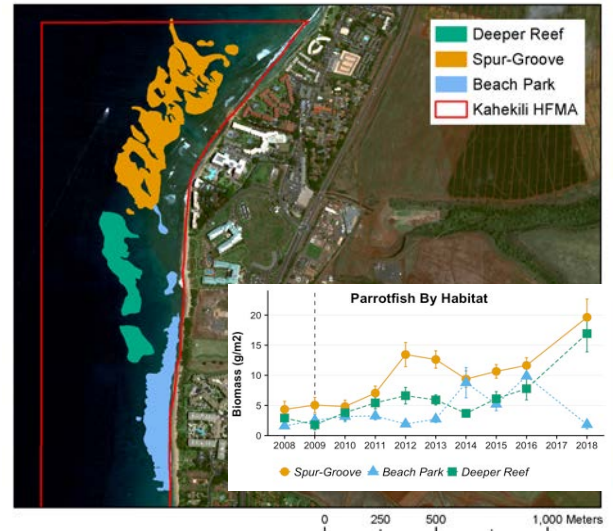 Deeper Reef
Spur-Groove
Beach Park
Kahekili HFMA
Parrotfish By Habitat
Biomass (g/m2)
20
15
10
5
0
2008 2009 2010 2011 2012 2013 2014 2015 2016 2017 2018
Spur-Groove Beach Park Deeper Reef
0 250 500 1,000 Meters